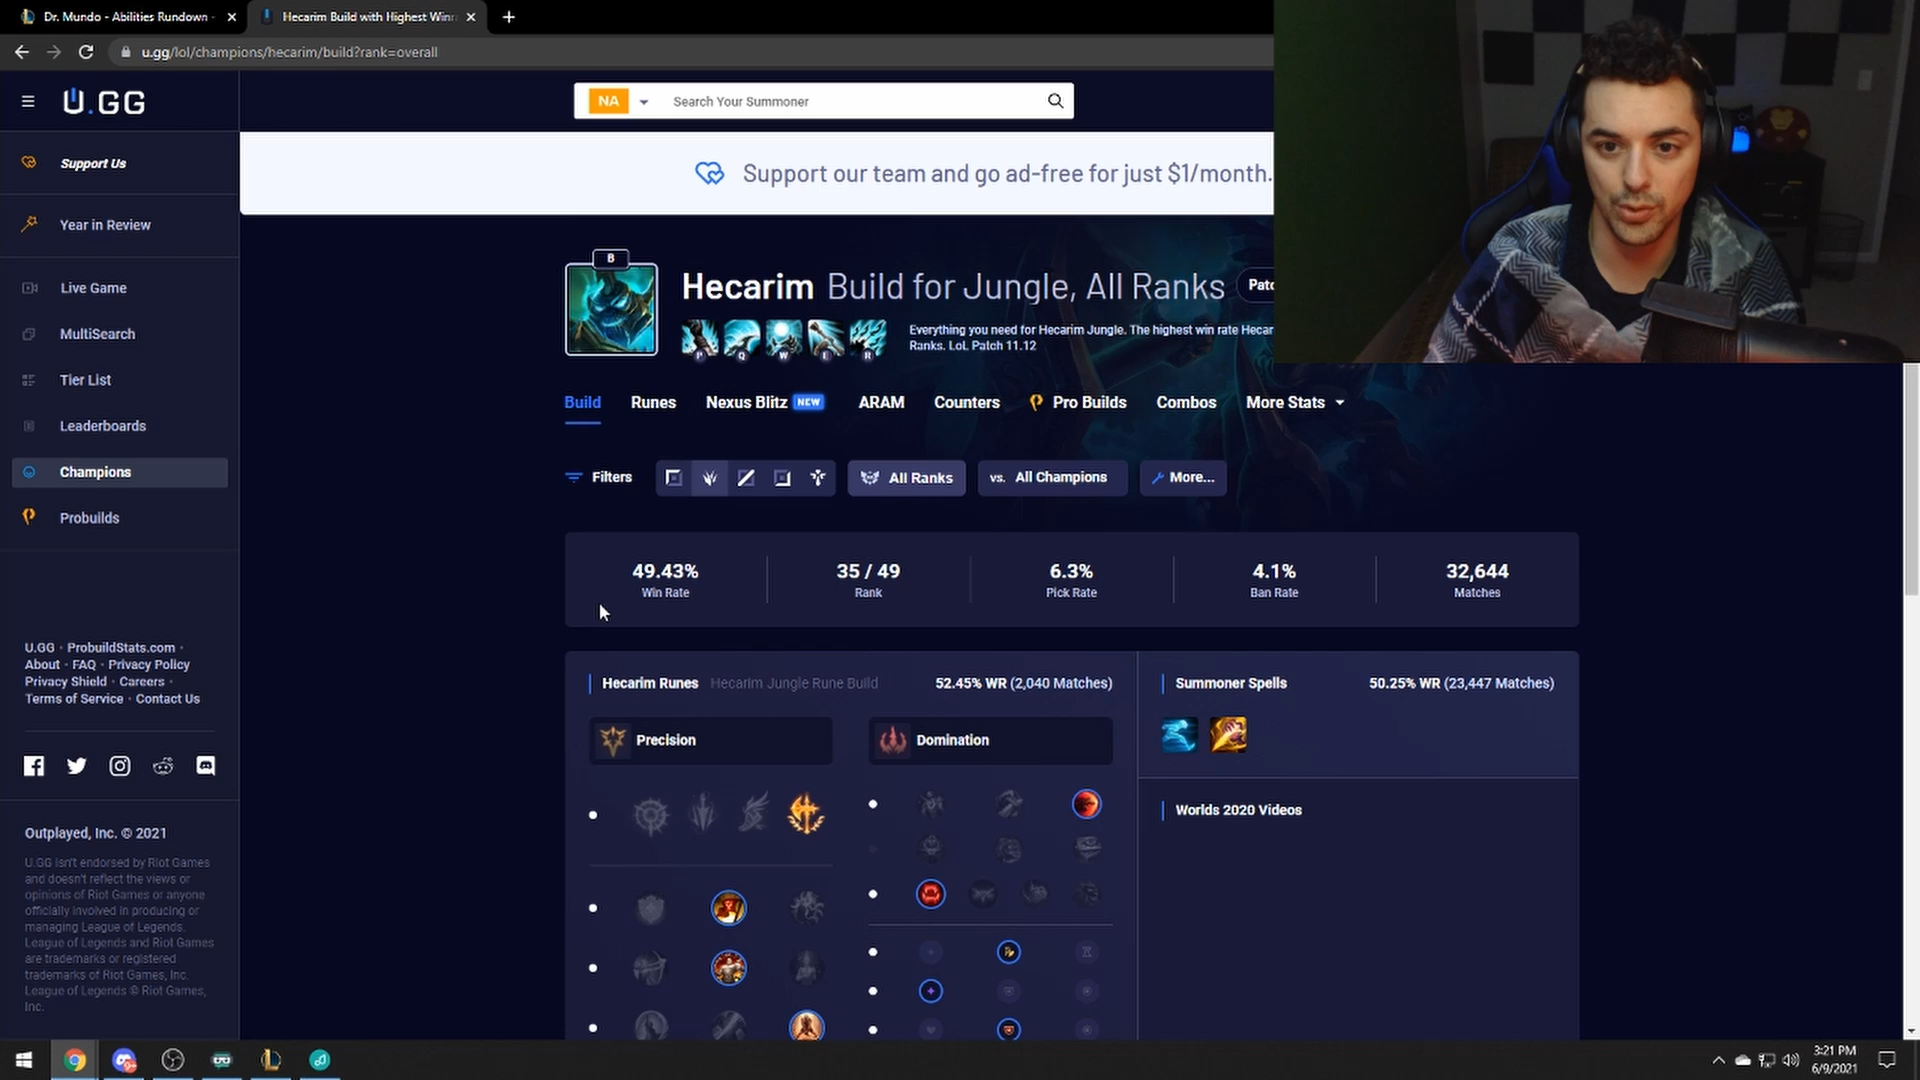 Dr. Mundo - Abilities Rundown -
Hecarim Build with Highest Winr
u.gg/lol/champions/hecarim/build?rank=overall
U.GG
NA
Search Your Summoner
Support Us
Support our team and go ad-free for just $1/month.
Year in Review
Live Game
MultiSearch
Tier List
Leaderboards
Champions
Probuilds
B
Hecarim Build for Jungle, All Ranks
Patc
P
Q
W
E
R
Everything you need for Hecarim Jungle. The highest win rate Hecar
Ranks. LoL Patch 11.12
Build
Runes
Nexus Blitz NEW
ARAM
Counters
Pro Builds
Combos
More Stats
Filters
All Ranks
vs. All Champions
More...
49.43%
Win Rate
35 / 49
Rank
6.3%
Pick Rate
4.1%
Ban Rate
32,644
Matches
Hecarim Runes Hecarim Jungle Rune Build 52.45% WR (2,040 Matches)
Precision
Domination
Summoner Spells 50.25% WR (23,447 Matches)
Worlds 2020 Videos
U.GG · ProbuildStats.com ·
About · FAQ · Privacy Policy
Privacy Shield · Careers ·
Terms of Service · Contact Us
Outplayed, Inc. © 2021
U.GG isn't endorsed by Riot Games
and doesn't reflect the views or
opinions of Riot Games or anyone
officially involved in producing or
managing League of Legends.
League of Legends and Riot Games
are trademarks or registered
trademarks of Riot Games, Inc.
League of Legends © Riot Games,
Inc.
3:21 PM
6/9/2021